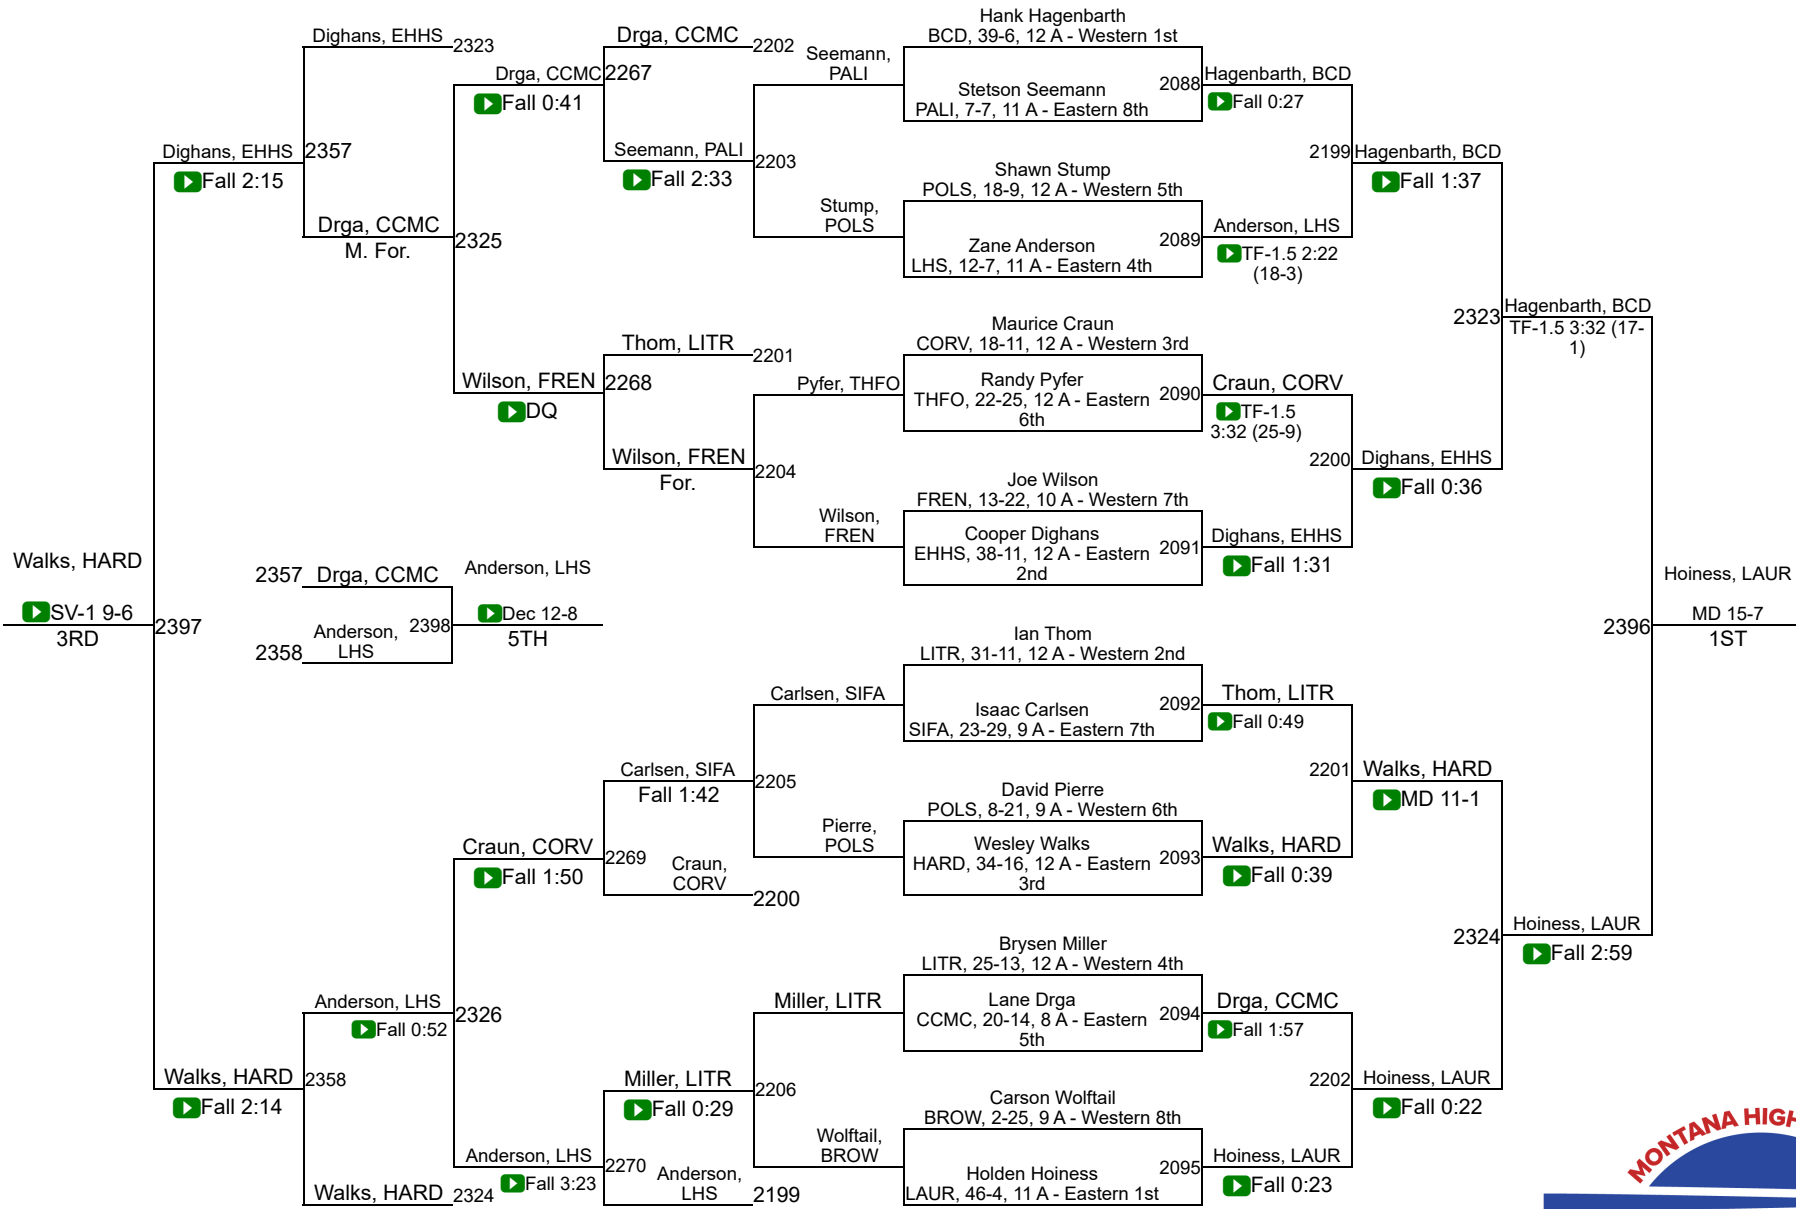 Hank Hagenbarth
BCD, 39-6, 12 A - Western 1st
Dighans, EHHS
2323
Drga, CCMC
2202
Seemann,
PALI
Drga, CCMC
2267
Fall 0:41
Stetson Seemann
PALI, 7-7, 11 A - Eastern 8th
2088
Hagenbarth, BCD
Fall 0:27
Dighans, EHHS
2357
Fall 2:15
Seemann, PALI
2203
Fall 2:33
2199
Hagenbarth, BCD
Fall 1:37
Shawn Stump
POLS, 18-9, 12 A - Western 5th
Drga, CCMC
M. For.
2325
Stump,
POLS
Zane Anderson
LHS, 12-7, 11 A - Eastern 4th
2089
Anderson, LHS
TF-1.5 2:22
(18-3)
2323
Hagenbarth, BCD
TF-1.5 3:32 (17-
1)
Thom, LITR
2201
Maurice Craun
CORV, 18-11, 12 A - Western 3rd
Wilson, FREN
2268
DQ
Pyfer, THFO
Randy Pyfer
THFO, 22-25, 12 A - Eastern
6th
2090
Craun, CORV
TF-1.5
3:32 (25-9)
Wilson, FREN
For.
2204
2200
Dighans, EHHS
Fall 0:36
Joe Wilson
FREN, 13-22, 10 A - Western 7th
Wilson,
FREN
Cooper Dighans
EHHS, 38-11, 12 A - Eastern
2nd
2091
Dighans, EHHS
Fall 1:31
Walks, HARD
SV-1 9-6
3RD
2397
2357
Drga, CCMC
Anderson, LHS
2398
Dec 12-8
5TH
Anderson,
LHS
2358
Hoiness, LAUR
2396
MD 15-7
1ST
Ian Thom
LITR, 31-11, 12 A - Western 2nd
Carlsen, SIFA
Isaac Carlsen
SIFA, 23-29, 9 A - Eastern 7th
2092
Thom, LITR
Fall 0:49
Carlsen, SIFA
Fall 1:42
2205
2201
Walks, HARD
MD 11-1
David Pierre
POLS, 8-21, 9 A - Western 6th
Craun, CORV
2269
Fall 1:50
Craun,
CORV
2200
Pierre,
POLS
Wesley Walks
HARD, 34-16, 12 A - Eastern
3rd
2093
Walks, HARD
Fall 0:39
2324
Hoiness, LAUR
Fall 2:59
Brysen Miller
LITR, 25-13, 12 A - Western 4th
Anderson, LHS
2326
Fall 0:52
Miller, LITR
Lane Drga
CCMC, 20-14, 8 A - Eastern
5th
2094
Drga, CCMC
Fall 1:57
Walks, HARD
2358
Fall 2:14
Miller, LITR
2206
Fall 0:29
2202
Hoiness, LAUR
Fall 0:22
Carson Wolftail
BROW, 2-25, 9 A - Western 8th
Anderson, LHS
2270
Fall 3:23
Anderson,
LHS
2199
Wolftail,
BROW
Holden Hoiness
LAUR, 46-4, 11 A - Eastern 1st
2095
Hoiness, LAUR
Fall 0:23
Walks, HARD
2324
MONTANA HIGH